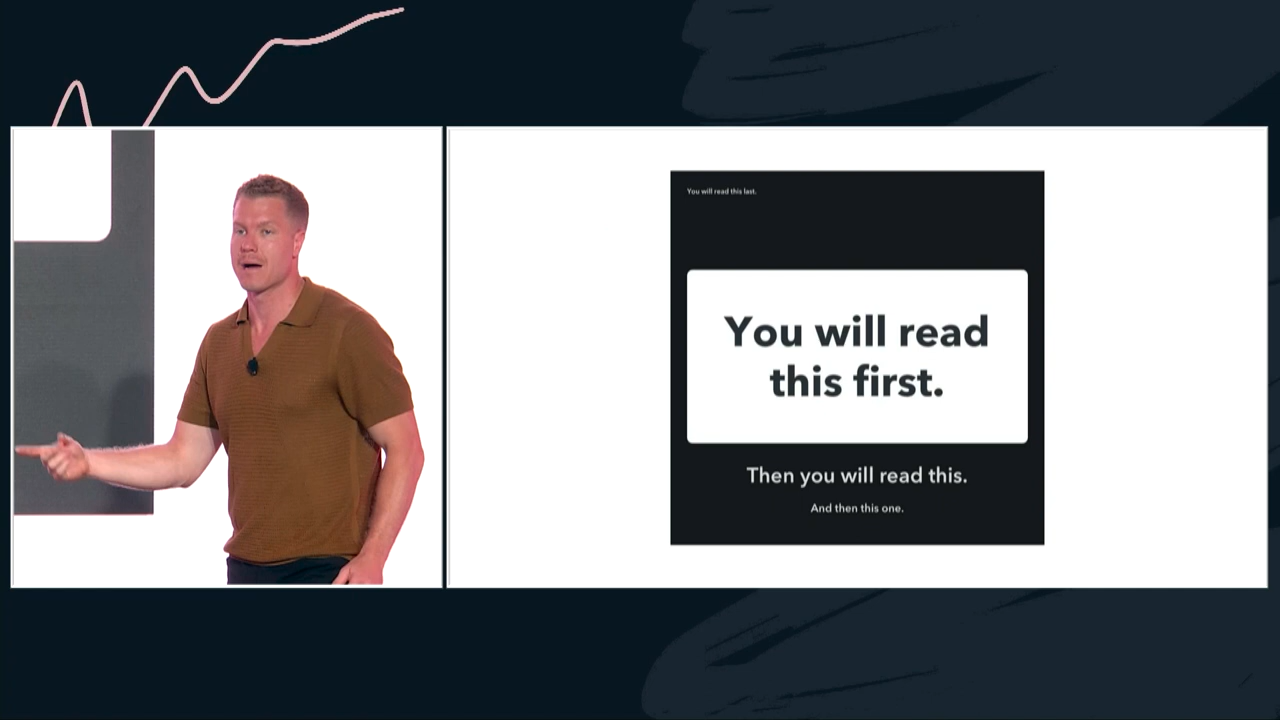 You will read this last.
You will read
this first.
Then you will read this.
And then this one.